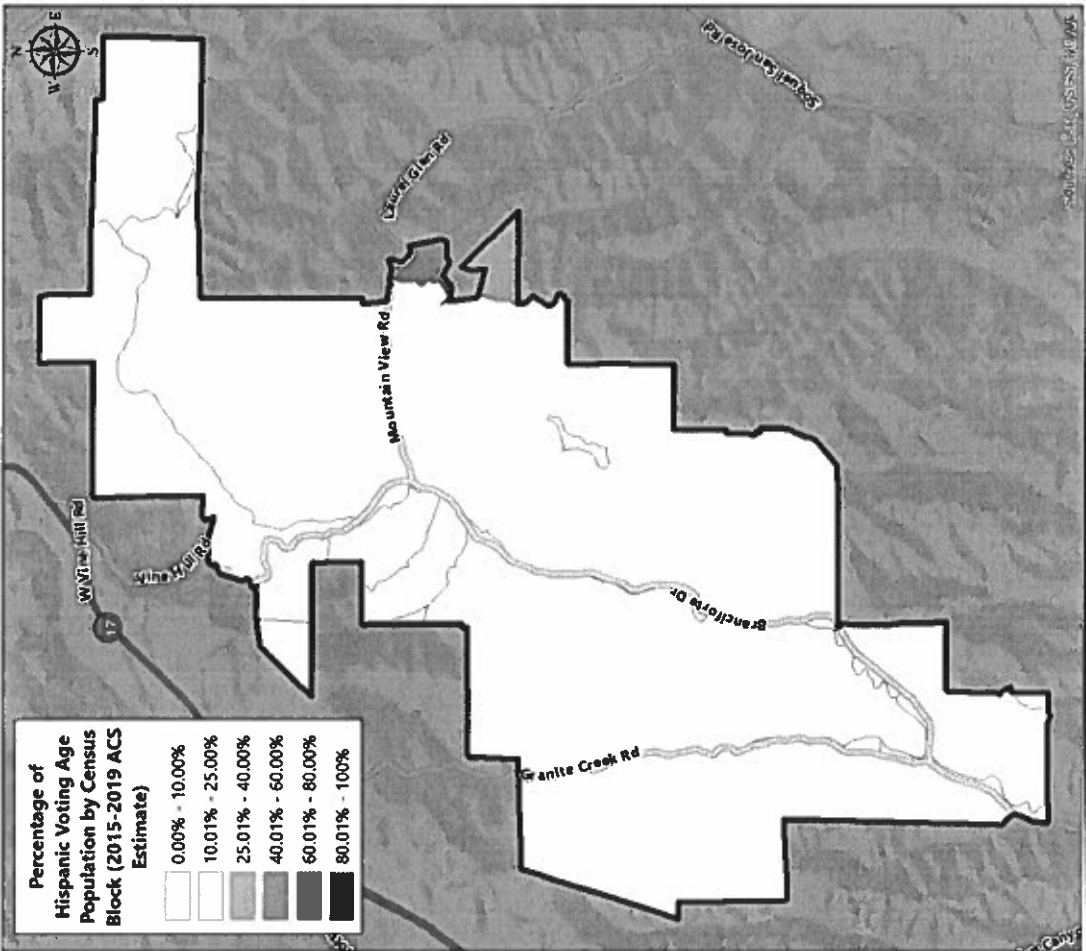 N
E
S
W
W Vine Hill Rd
17
Vine Hill Rd
Laurel Glen Rd
Soquel San Jose Rd
Mountain View Rd
Branciforte Dr
Granite Creek Rd
Percentage of
Hispanic Voting Age
Population by Census
Block (2015-2019 ACS
Estimate)
0.00% - 10.00%
10.01% - 25.00%
25.01% - 40.00%
40.01% - 60.00%
60.01% - 80.00%
80.01% - 100%